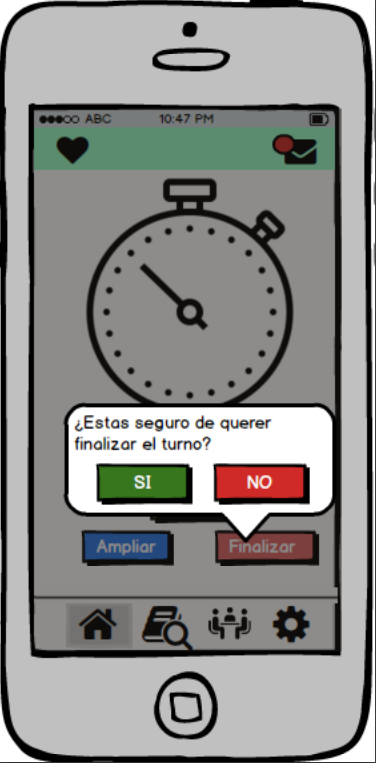 ABC 10:47 PM
¿Estas seguro de querer
finalizar el turno?
SI NO
Ampliar Finalizar